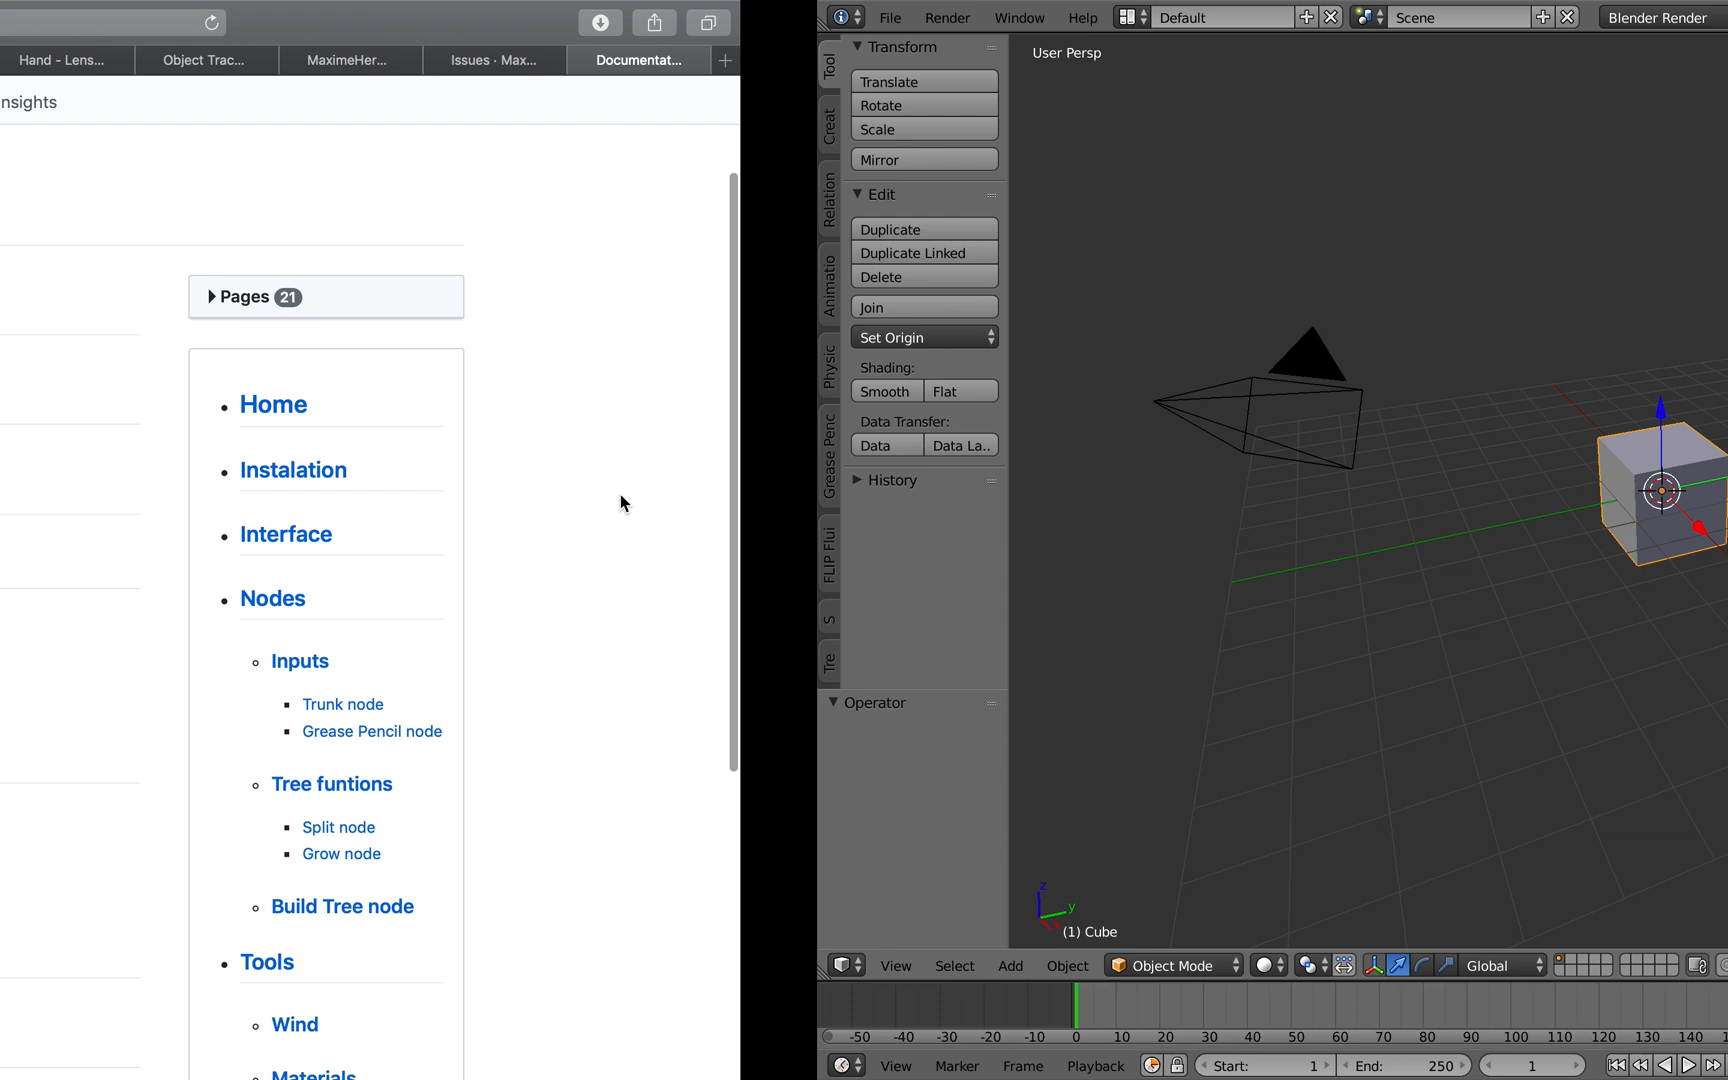 Hand - Lens...
Object Trac...
MaximeHer...
Issues · Max...
Documentat...
nsights
Pages 21
Home
Instalation
Interface
Nodes
Inputs
Trunk node
Grease Pencil node
Tree funtions
Split node
Grow node
Build Tree node
Tools
Wind
Materials
File Render Window Help Default Scene Blender Render
Tool
Creat
Relation
Animatio
Physic
Grease Penc
FLIP Flui
S
Tre
Transform
Translate
Rotate
Scale
Mirror
Edit
Duplicate
Duplicate Linked
Delete
Join
Set Origin
Shading:
Smooth Flat
Data Transfer:
Data Data La..
History
Operator
User Persp
z
y
(1) Cube
View Select Add Object Object Mode Global
-50 -40 -30 -20 -10 0 10 20 30 40 50 60 70 80 90 100 110 120 130 140
View Marker Frame Playback Start: 1 End: 250 1